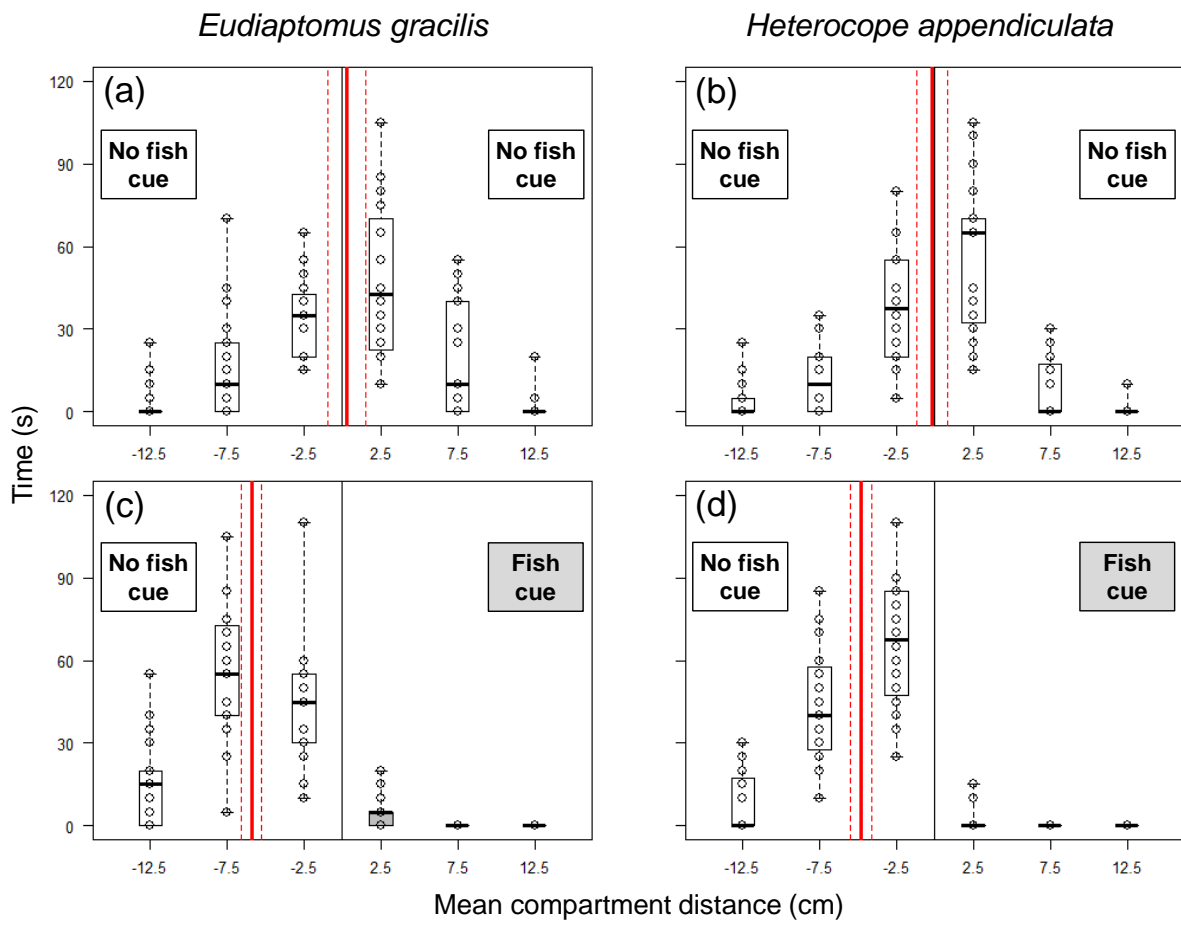 Eudiaptomus gracilis
Heterocope appendiculata
(a)
No fish
cue
No fish
cue
120
90
60
30
0
-12.5 -7.5 -2.5 2.5 7.5 12.5
(b)
No fish
cue
No fish
cue
-12.5 -7.5 -2.5 2.5 7.5 12.5
Time (s)
(c)
No fish
cue
Fish
cue
120
90
60
30
0
-12.5 -7.5 -2.5 2.5 7.5 12.5
(d)
No fish
cue
Fish
cue
-12.5 -7.5 -2.5 2.5 7.5 12.5
Mean compartment distance (cm)